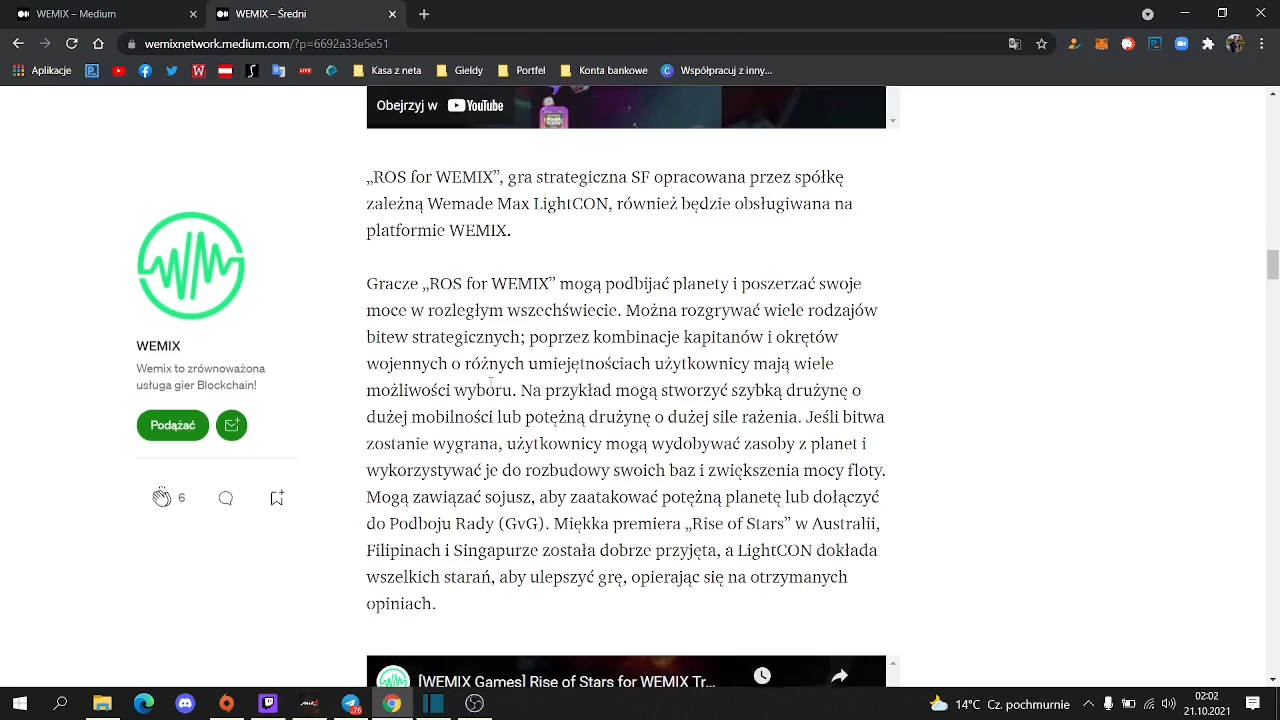 WEMIX – Medium
WEMIX – Średni
wemixnetwork.medium.com/?p=6692a33e5e51
Aplikacje
LIVE
Kasa z neta
Giełdy
Portfel
Konta bankowe
Współpracuj z inny...
Obejrzyj w YouTube
„ROS for WEMIX”, gra strategiczna SF opracowana przez spółkę
zależną Wemade Max LightCON, również będzie obsługiwana na
platformie WEMIX.
Gracze „ROS for WEMIX” mogą podbijać planety i poszerzać swoje
moce w rozległym wszechświecie. Można rozgrywać wiele rodzajów
bitew strategicznych; poprzez kombinacje kapitanów i okrętów
wojennych o różnych umiejętnościach użytkownicy mają wiele
możliwości wyboru. Na przykład mogą stworzyć szybką drużynę o
dużej mobilności lub potężną drużynę o dużej sile rażenia. Jeśli bitwa
zostanie wygrana, użytkownicy mogą wydobywać zasoby z planet i
wykorzystywać je do rozbudowy swoich baz i zwiększenia mocy floty.
Mogą zawiązać sojusz, aby zaatakować potężną planetę lub dołączyć
do Podboju Rady (GvG). Miękka premiera „Rise of Stars” w Australii,
Filipinach i Singapurze została dobrze przyjęta, a LightCON dokłada
wszelkich starań, aby ulepszyć grę, opierając się na otrzymanych
opiniach.
WEMIX
Wemix to zrównoważona
usługa gier Blockchain!
Podążać
6
[WEMIX Games] Rise of Stars for WEMIX Tr...
76
14°C Cz. pochmurnie
02:02
21.10.2021